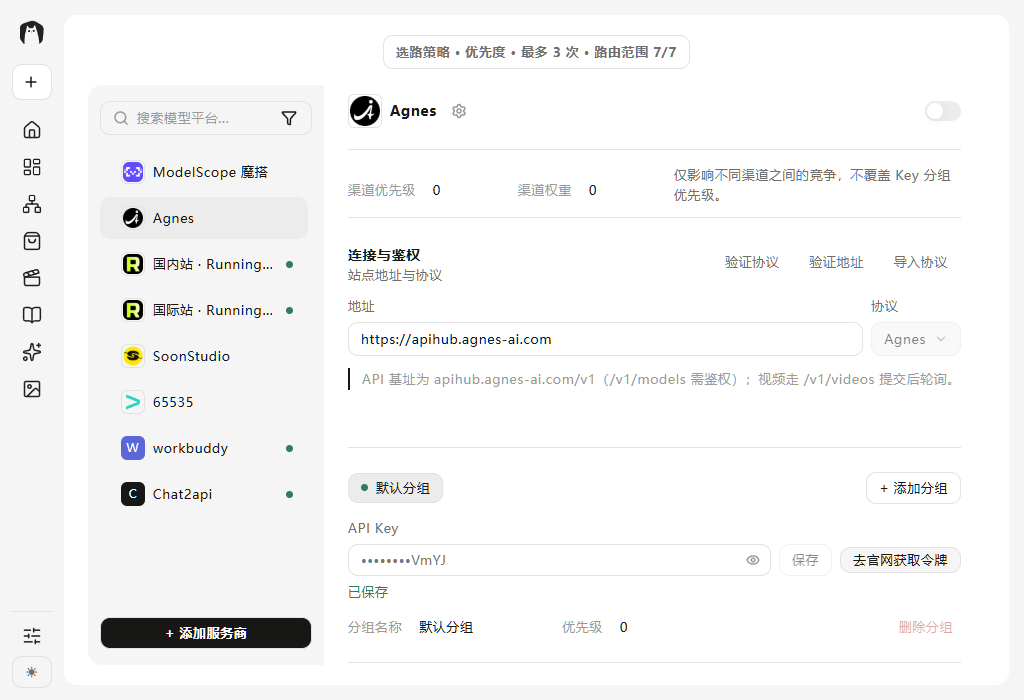 选路策略 • 优先度 • 最多 3 次 • 路由范围 7/7
搜索模型平台...
ModelScope 魔搭
Agnes
国内站 · Running...
国际站 · Running...
SoonStudio
65535
W workbuddy
C Chat2api
+ 添加服务商
Agnes
渠道优先级 0
渠道权重 0
仅影响不同渠道之间的竞争，不覆盖 Key 分组
优先级。
连接与鉴权
站点地址与协议
验证协议 验证地址 导入协议
地址
协议
https://apihub.agnes-ai.com
Agnes
API 基址为 apihub.agnes-ai.com/v1（/v1/models 需鉴权）；视频走 /v1/videos 提交后轮询。
默认分组
+ 添加分组
API Key
••••••••VmYJ
保存
去官网获取令牌
已保存
分组名称 默认分组
优先级 0
删除分组